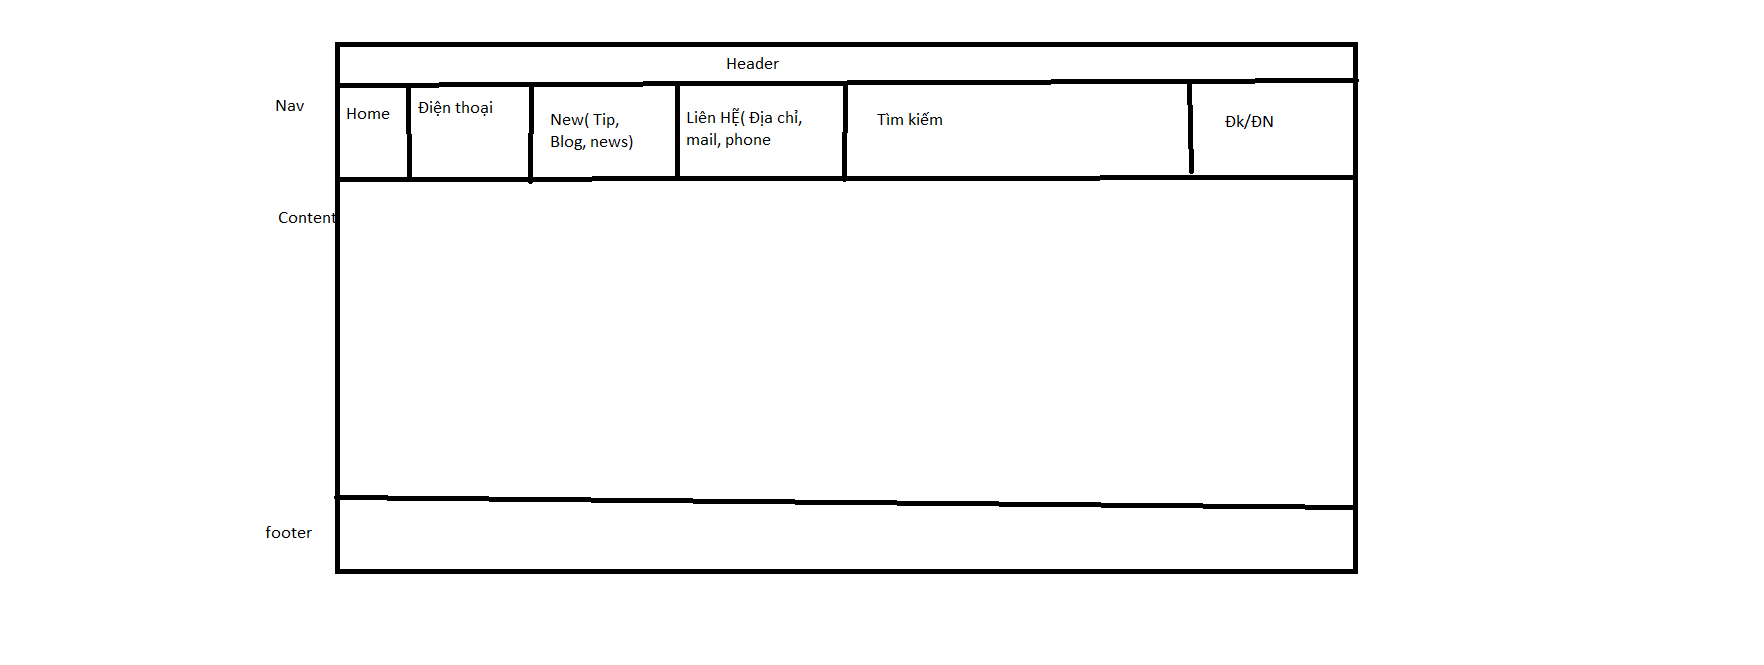 Header
Nav
Home
Điện thoại
New( Tip,
Blog, news)
Liên HỆ̃( Địa chỉ,
mail, phone
Tìm kiếm
Đk/ĐN
Content
footer